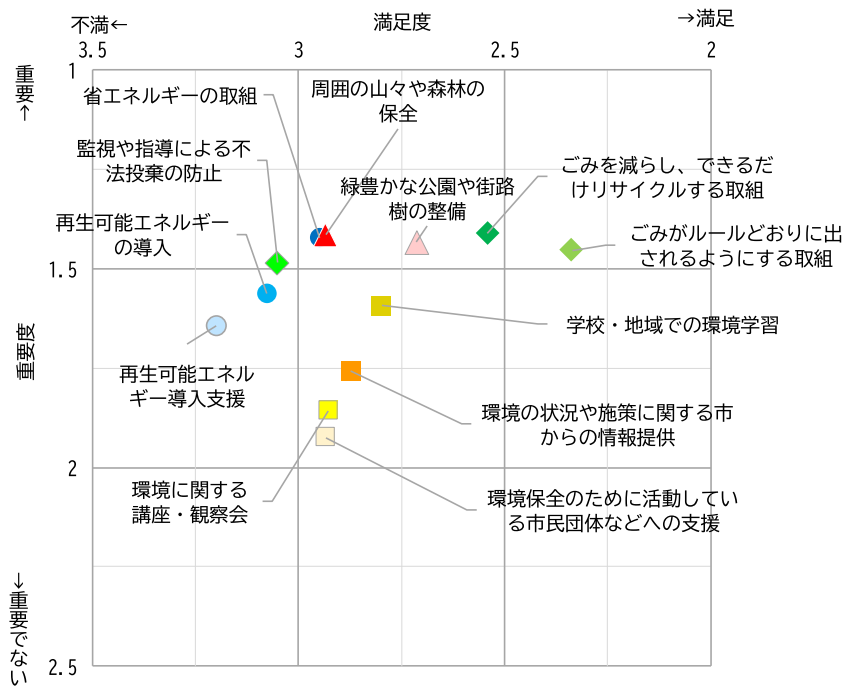 不満←
満足度
→満足
3.5
3
2.5
2
重要→
1
省エネルギーの取組
周囲の山々や森林の
保全
監視や指導による不
法投棄の防止
緑豊かな公園や街路
樹の整備
ごみを減らし、できるだ
けリサイクルする取組
再生可能エネルギー
の導入
ごみがルールどおりに出
されるようにする取組
1.5
重要度
学校・地域での環境学習
再生可能エネル
ギー導入支援
環境の状況や施策に関する市
からの情報提供
2
環境に関する
講座・観察会
環境保全のために活動してい
る市民団体などへの支援
←重要でない
2.5